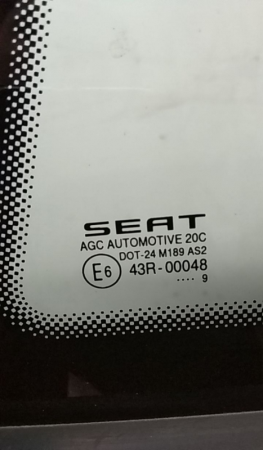 SEAT
AGC AUTOMOTIVE 20C
DOT-24 M189 AS2
E6 43R-00048
.... 9